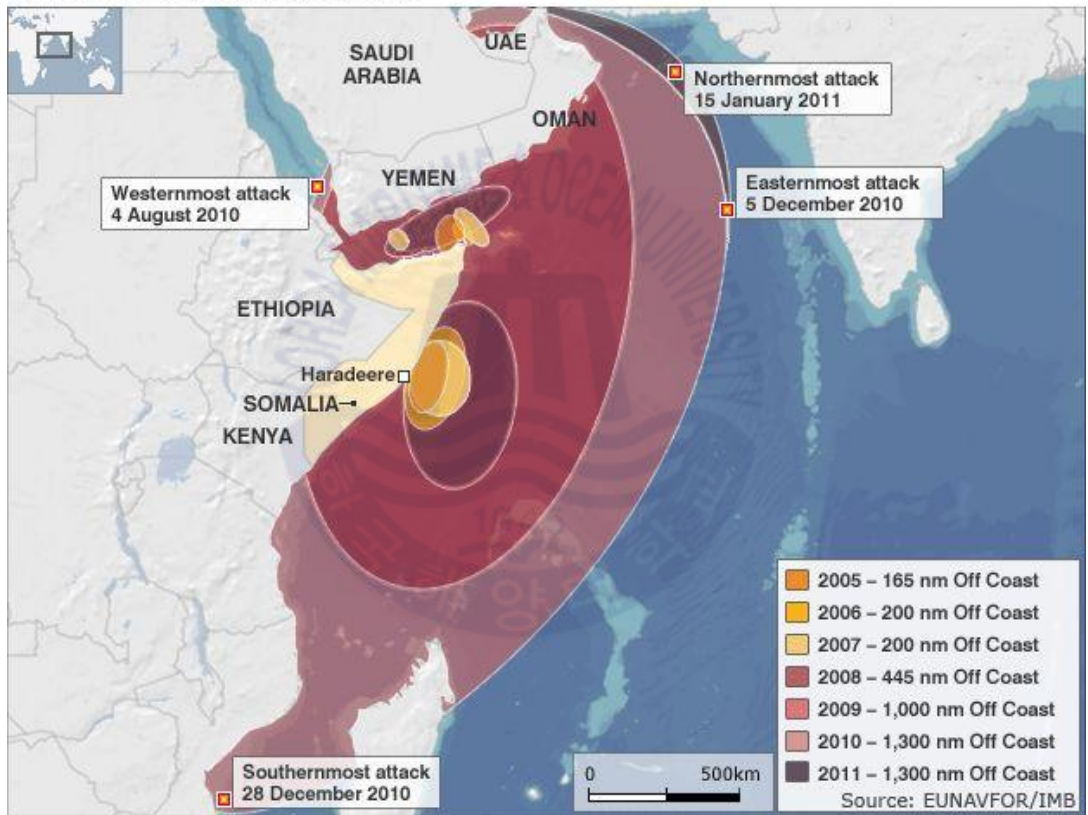 SAUDI
ARABIA
UAE
OMAN
YEMEN
Northernmost attack
15 January 2011
Easternmost attack
5 December 2010
Westernmost attack
4 August 2010
ETHIOPIA
Haradeere
SOMALIA
KENYA
2005 – 165 nm Off Coast
2006 – 200 nm Off Coast
2007 – 200 nm Off Coast
2008 – 445 nm Off Coast
2009 – 1,000 nm Off Coast
2010 – 1,300 nm Off Coast
2011 – 1,300 nm Off Coast
Source: EUNAVFOR/IMB
Southernmost attack
28 December 2010
0 500km